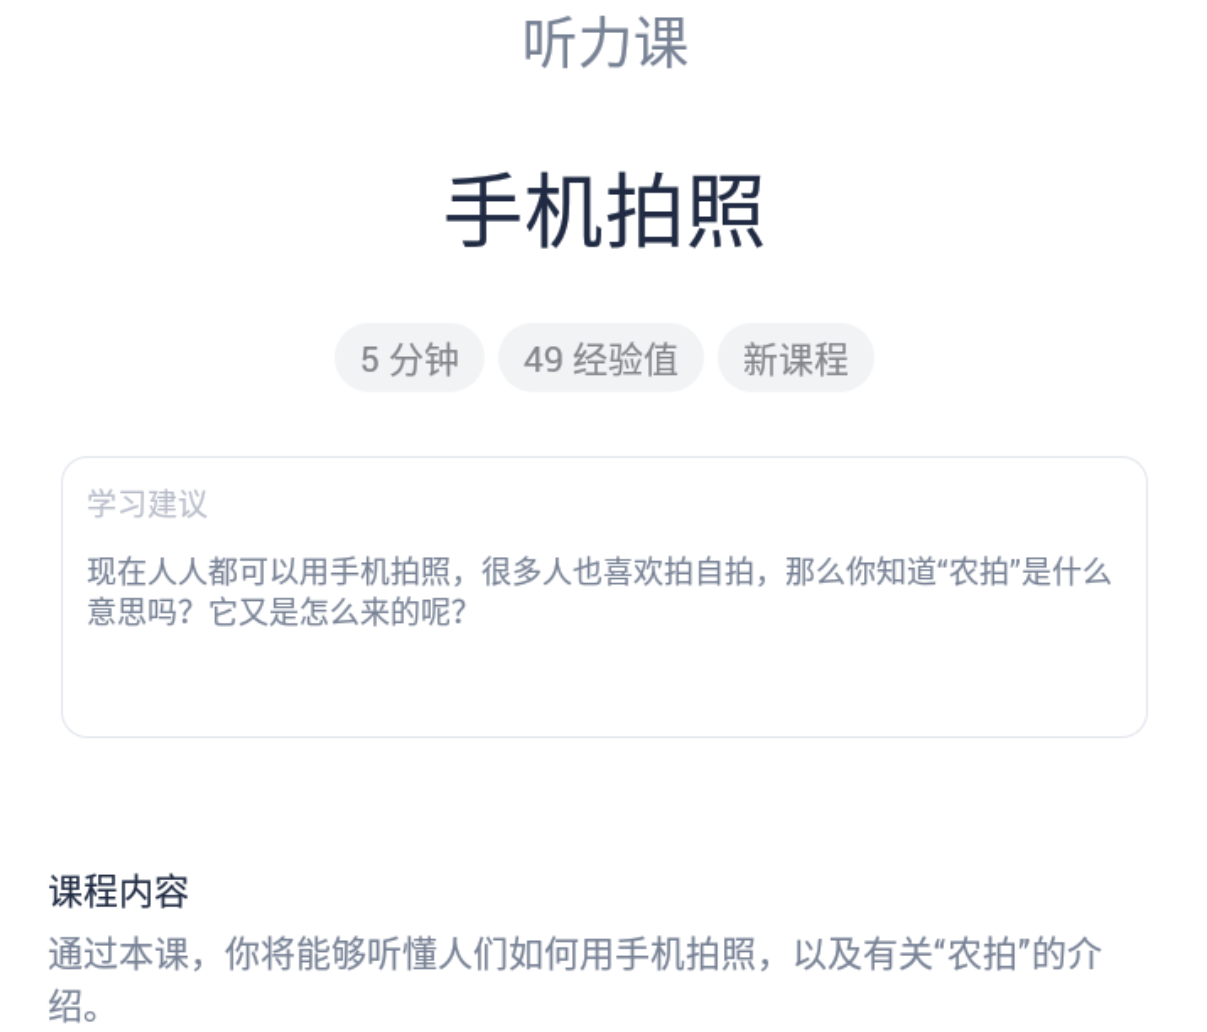 听力课
手机拍照
5 分钟
49 经验值
新课程
学习建议
现在人人都可以用手机拍照，很多人也喜欢拍自拍，那么你知道“农拍”是什么
意思吗？它又是怎么来的呢？
课程内容
通过本课，你将能够听懂人们如何用手机拍照，以及有关“农拍”的介
绍。